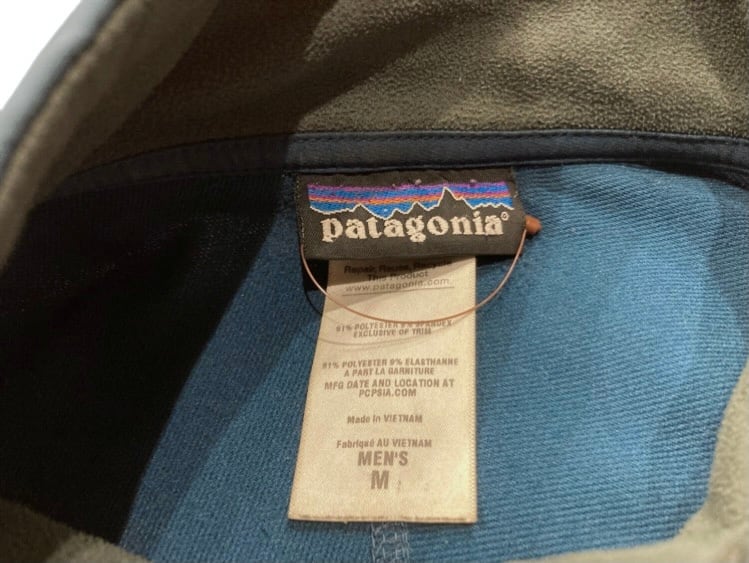 patagonia®
Repair, Reuse, Recycle
This Product
www.patagonia.com
91% POLYESTER 9% SPANDEX
EXCLUSIVE OF TRIM
91% POLYESTER 9% ELASTHANNE
A PART LA GARNITURE
MFG DATE AND LOCATION AT
PCPSIA.COM
Made in VIETNAM
Fabriqué AU VIETNAM
MEN'S
M